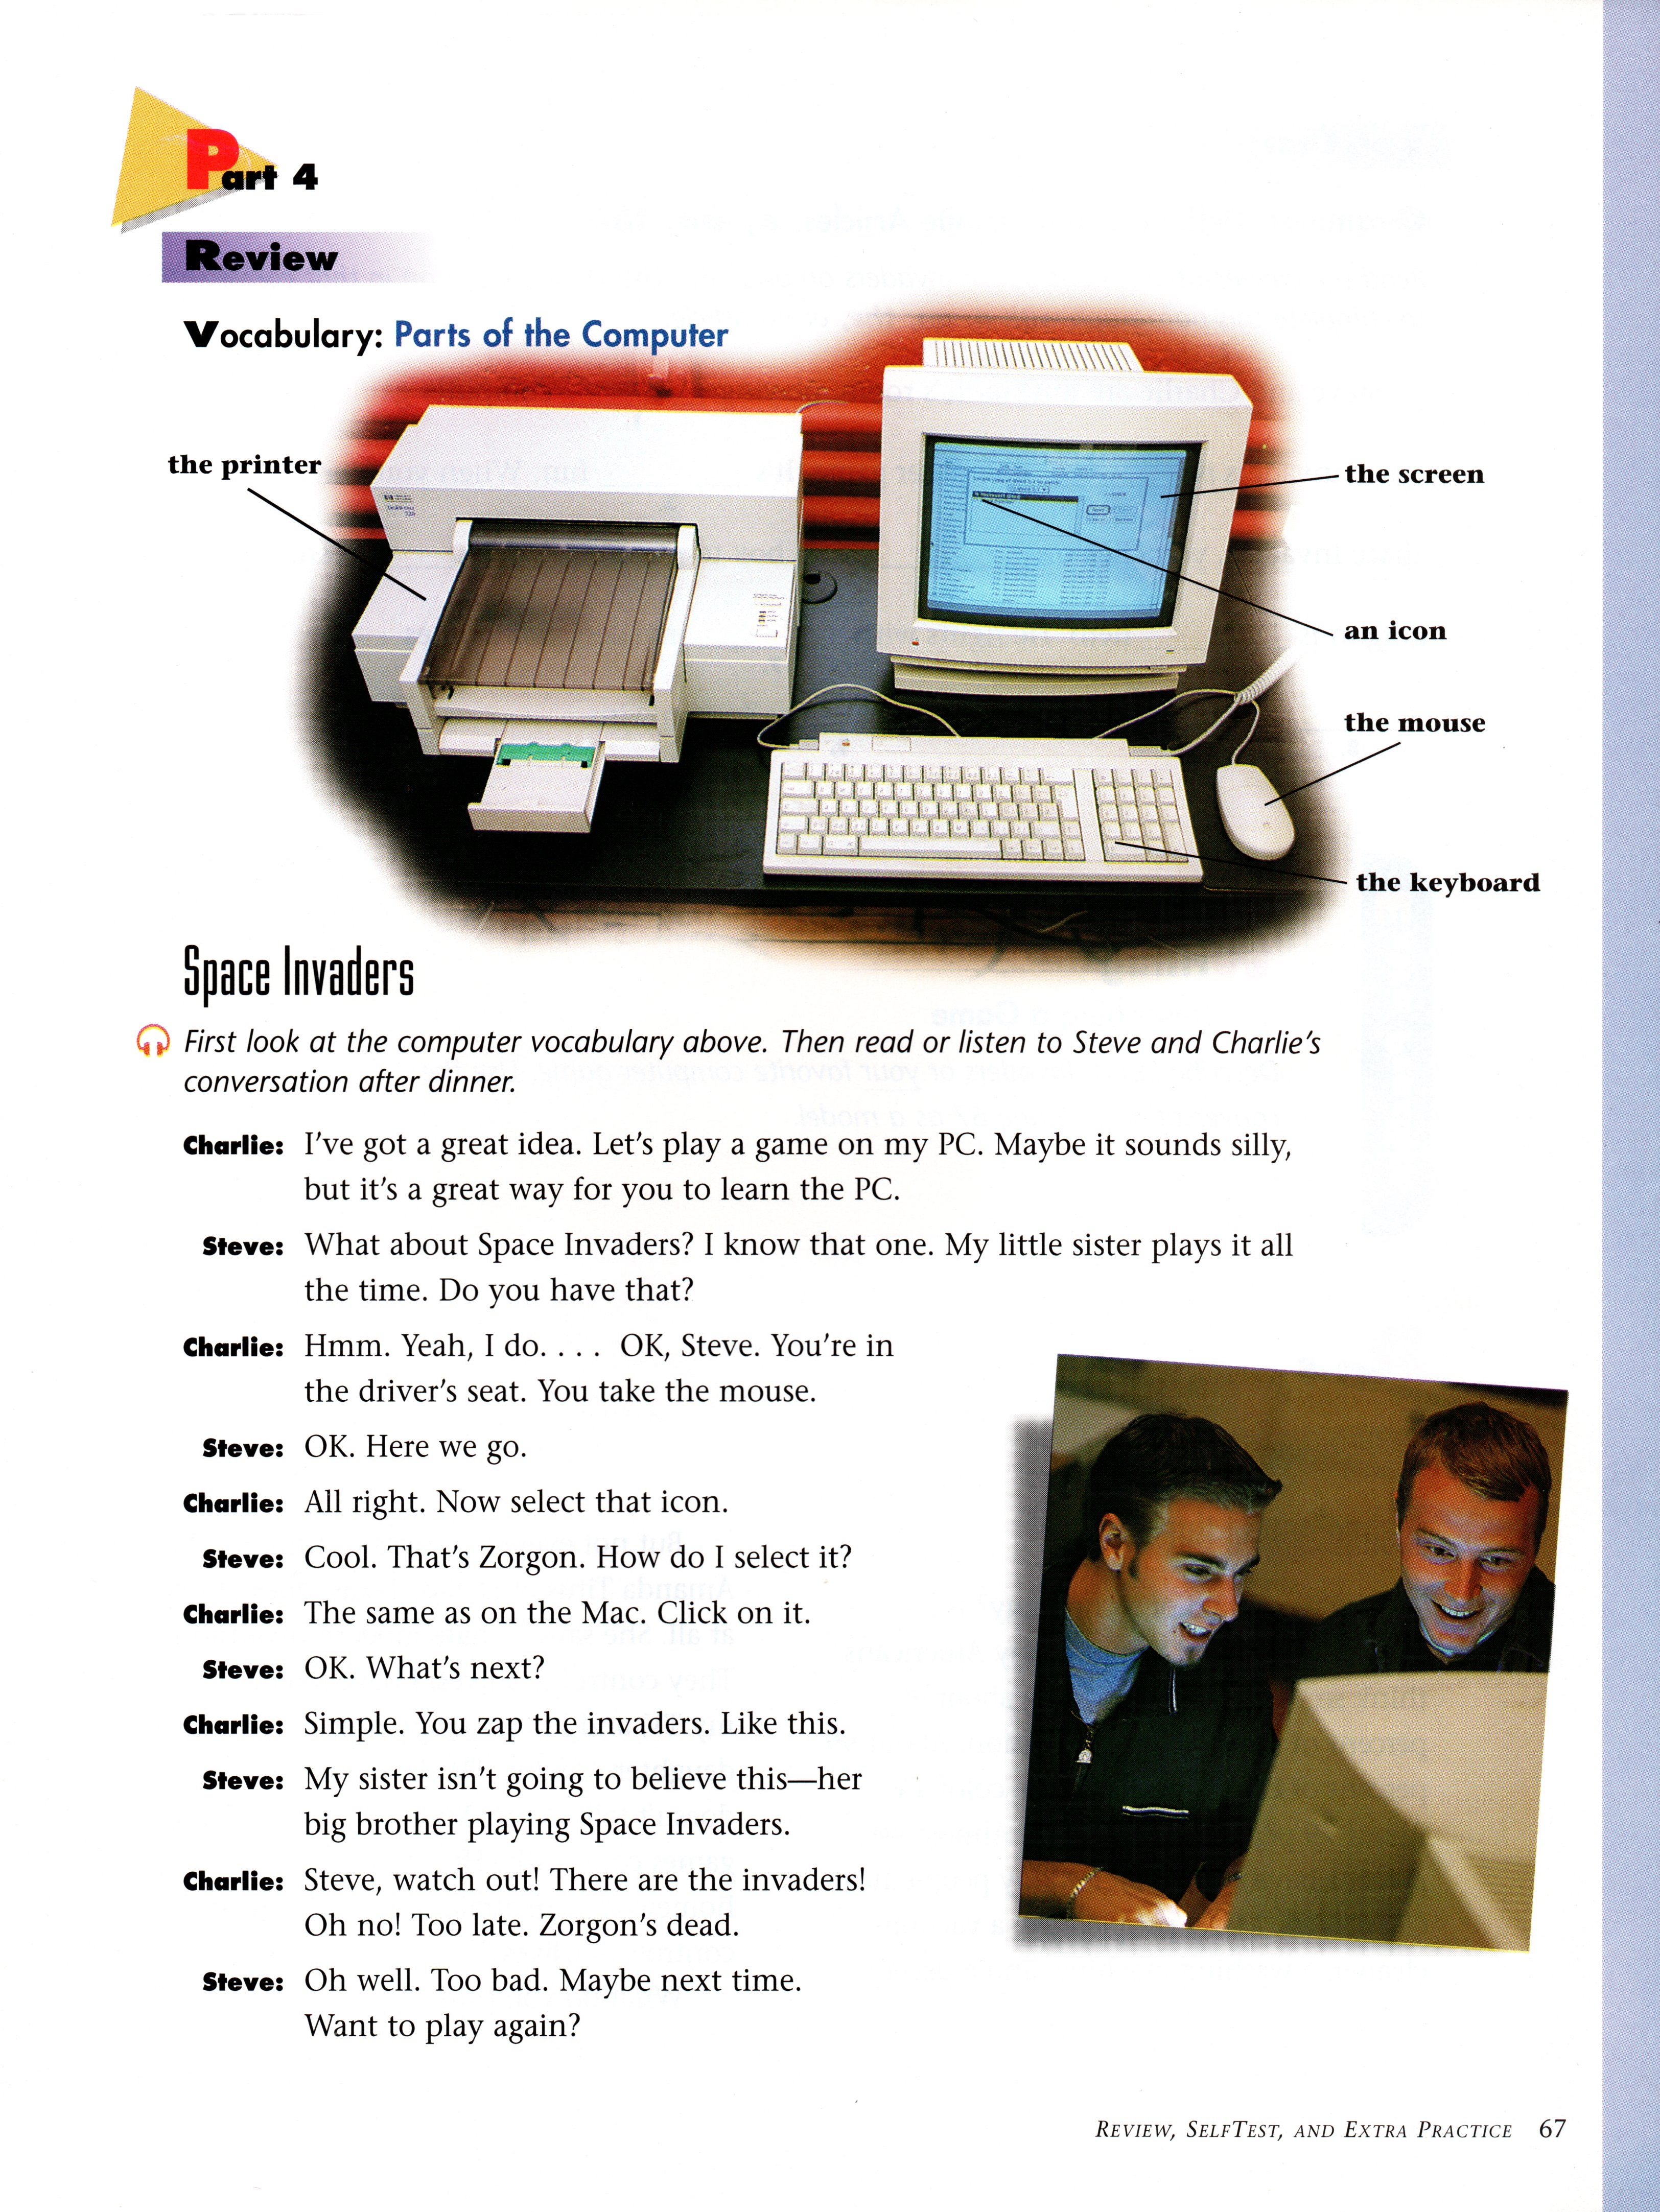 Part 4
Review
Vocabulary: Parts of the Computer
the printer
the screen
an icon
the mouse
the keyboard
Space Invaders
First look at the computer vocabulary above. Then read or listen to Steve and Charlie's
conversation after dinner.
Charlie: I've got a great idea. Let's play a game on my PC. Maybe it sounds silly,
but it's a great way for you to learn the PC.
Steve: What about Space Invaders? I know that one. My little sister plays it all
the time. Do you have that?
Charlie: Hmm. Yeah, I do. . . . OK, Steve. You're in
the driver's seat. You take the mouse.
Steve: OK. Here we go.
Charlie: All right. Now select that icon.
Steve: Cool. That's Zorgon. How do I select it?
Charlie: The same as on the Mac. Click on it.
Steve: OK. What's next?
Charlie: Simple. You zap the invaders. Like this.
Steve: My sister isn't going to believe this—her
big brother playing Space Invaders.
Charlie: Steve, watch out! There are the invaders!
Oh no! Too late. Zorgon's dead.
Steve: Oh well. Too bad. Maybe next time.
Want to play again?
REVIEW, SELFTEST, AND EXTRA PRACTICE 67